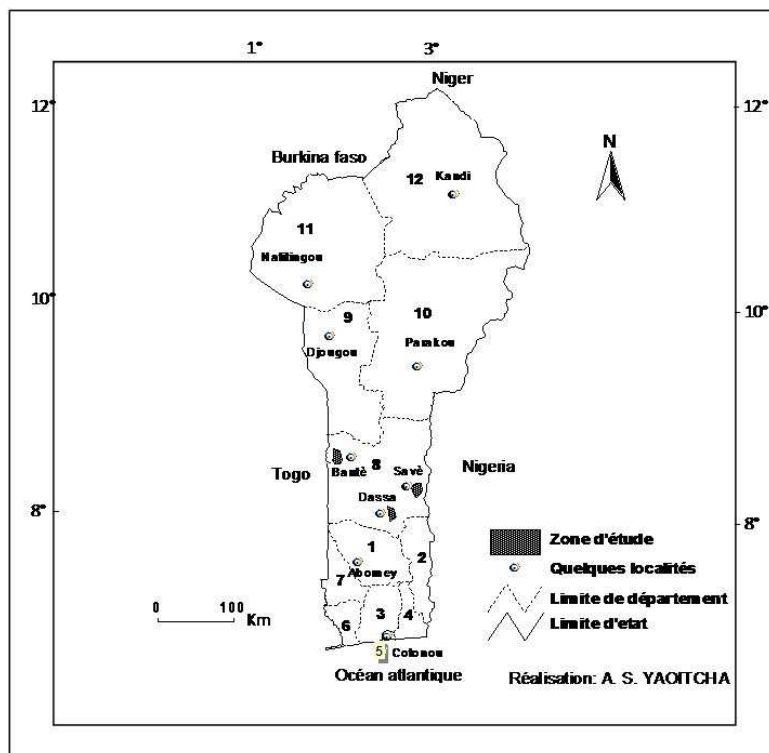 1° 3°
Niger
12° 12°
Burkina faso
N
12 Kandi
11
Natitingou
10° 10°
9 10
Djougou Parakou
Togo Bantè 8 Savè Nigeria
Dassa
8° 8°
1 2
Abomey
7
3 4
6
5 Cotonou
0 100
Km
Océan atlantique
Zone d'étude
Quelques localités
Limite de département
Limite d'etat
Réalisation: A. S. YAOITCHA